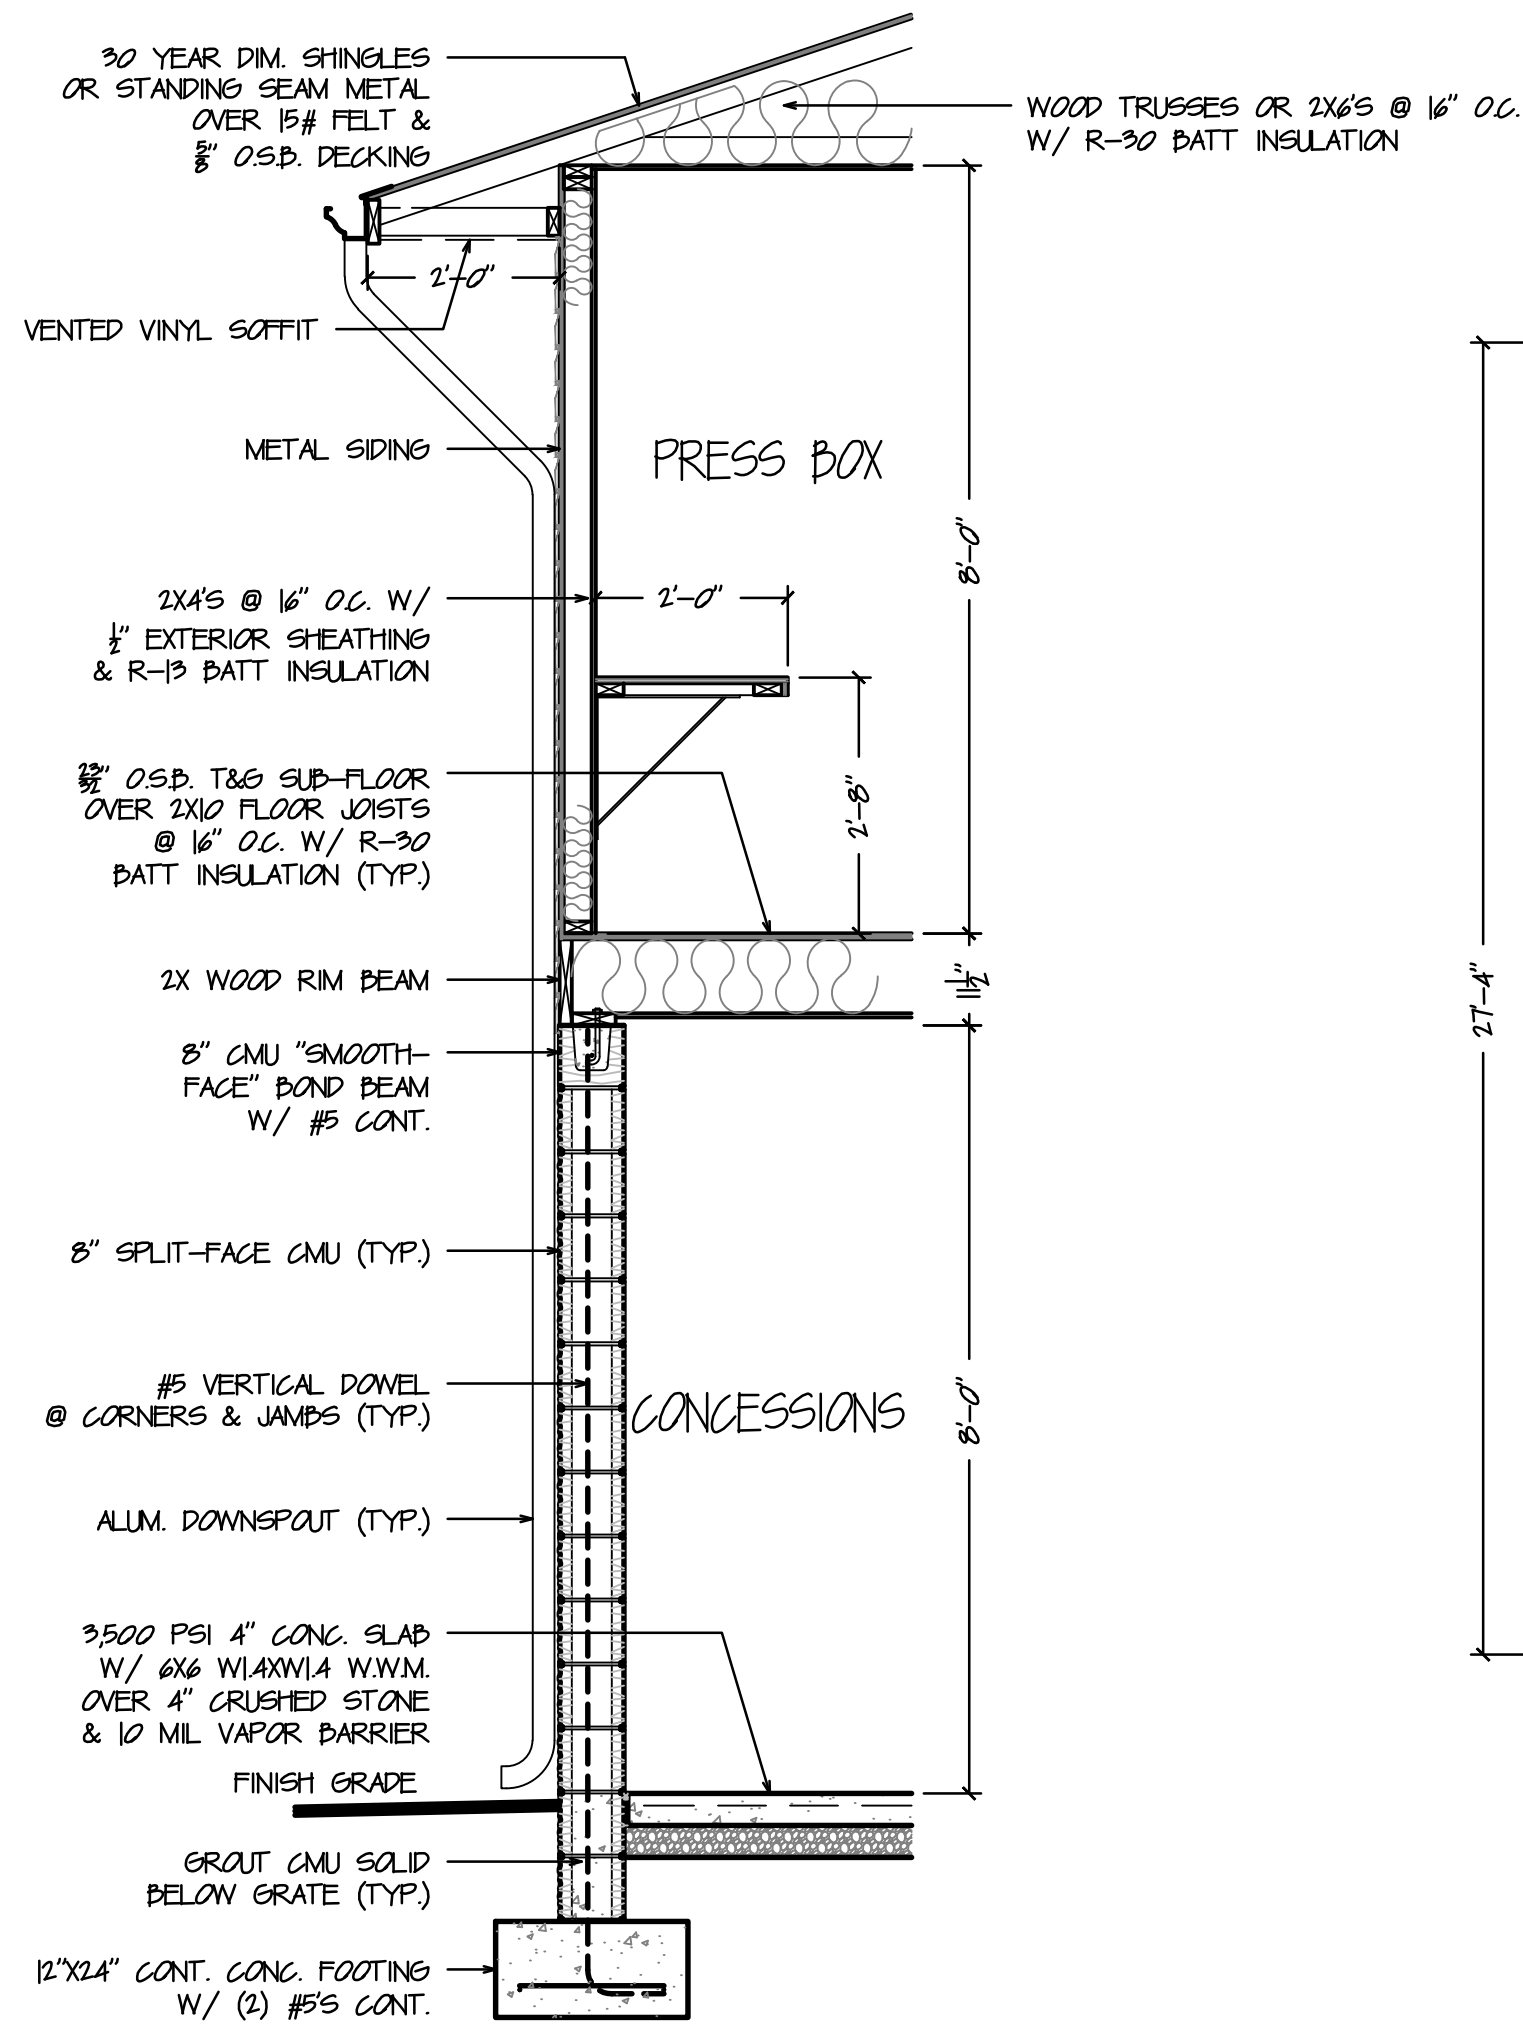 30 YEAR DIM. SHINGLES
OR STANDING SEAM METAL
OVER 15# FELT &
5/8" O.S.B. DECKING
WOOD TRUSSES OR 2X6'S @ 16" O.C.
W/ R-30 BATT INSULATION
2'-0"
VENTED VINYL SOFFIT
METAL SIDING
PRESS BOX
8'-0"
2X4'S @ 16" O.C. W/
1/2" EXTERIOR SHEATHING
& R-13 BATT INSULATION
2'-0"
23/32" O.S.B. T&G SUB-FLOOR
OVER 2X10 FLOOR JOISTS
@ 16" O.C. W/ R-30
BATT INSULATION (TYP.)
2'-8"
2X WOOD RIM BEAM
11 1/2"
27'-4"
8" CMU "SMOOTH-
FACE" BOND BEAM
W/ #5 CONT.
8" SPLIT-FACE CMU (TYP.)
#5 VERTICAL DOWEL
@ CORNERS & JAMBS (TYP.)
CONCESSIONS
8'-0"
ALUM. DOWNSPOUT (TYP.)
3,500 PSI 4" CONC. SLAB
W/ 6X6 W1.4XW1.4 W.W.M.
OVER 4" CRUSHED STONE
& 10 MIL VAPOR BARRIER
FINISH GRADE
GROUT CMU SOLID
BELOW GRATE (TYP.)
12"X24" CONT. CONC. FOOTING
W/ (2) #5'S CONT.